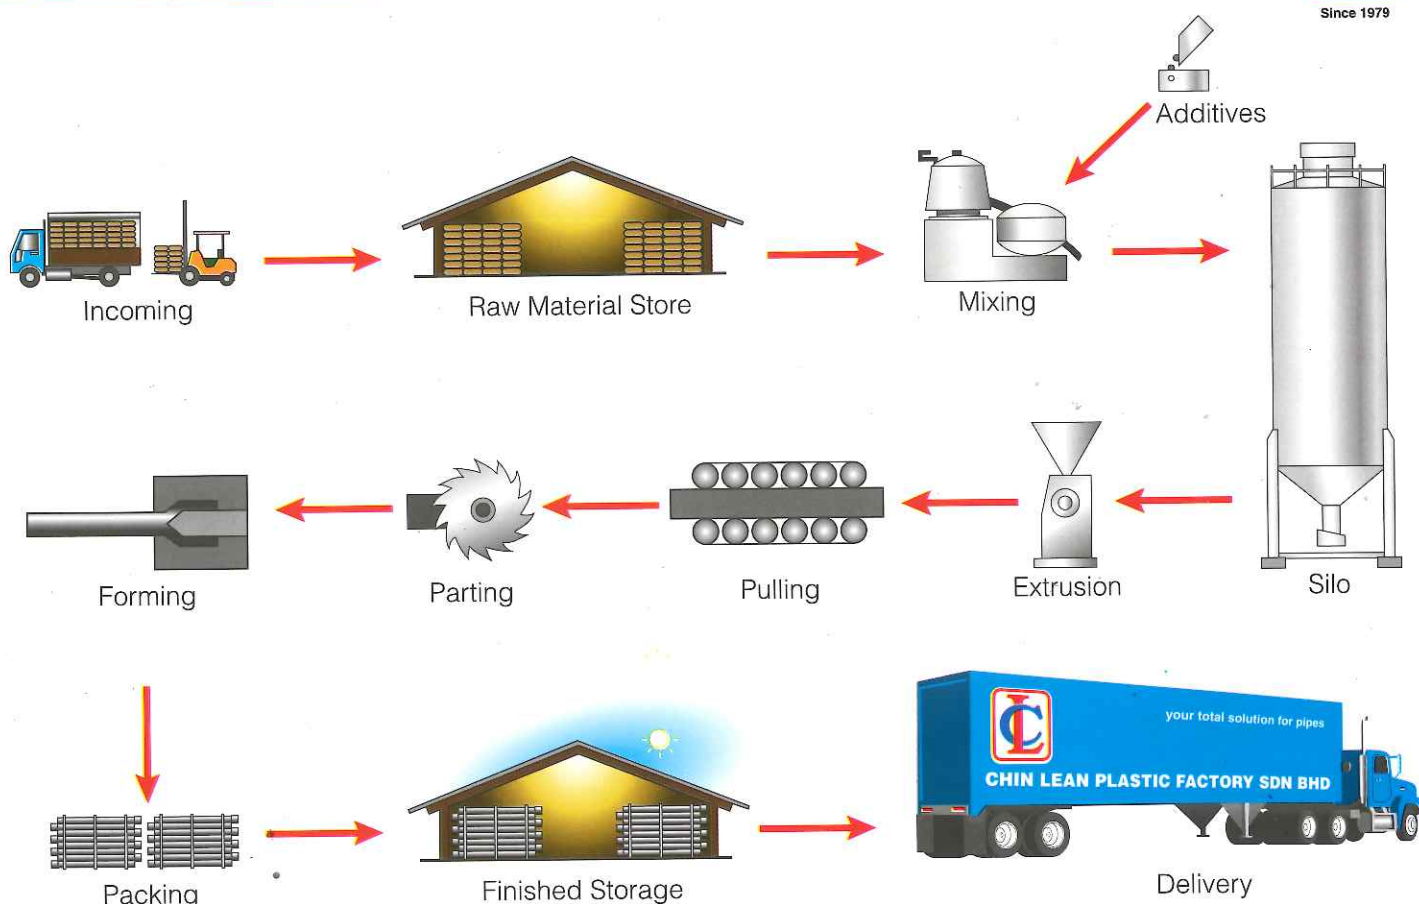 Since 1979
Additives
Incoming
Raw Material Store
Mixing
Forming
Parting
Pulling
Extrusion
Silo
LC
your total solution for pipes
CHIN LEAN PLASTIC FACTORY SDN BHD
Packing
Finished Storage
Delivery